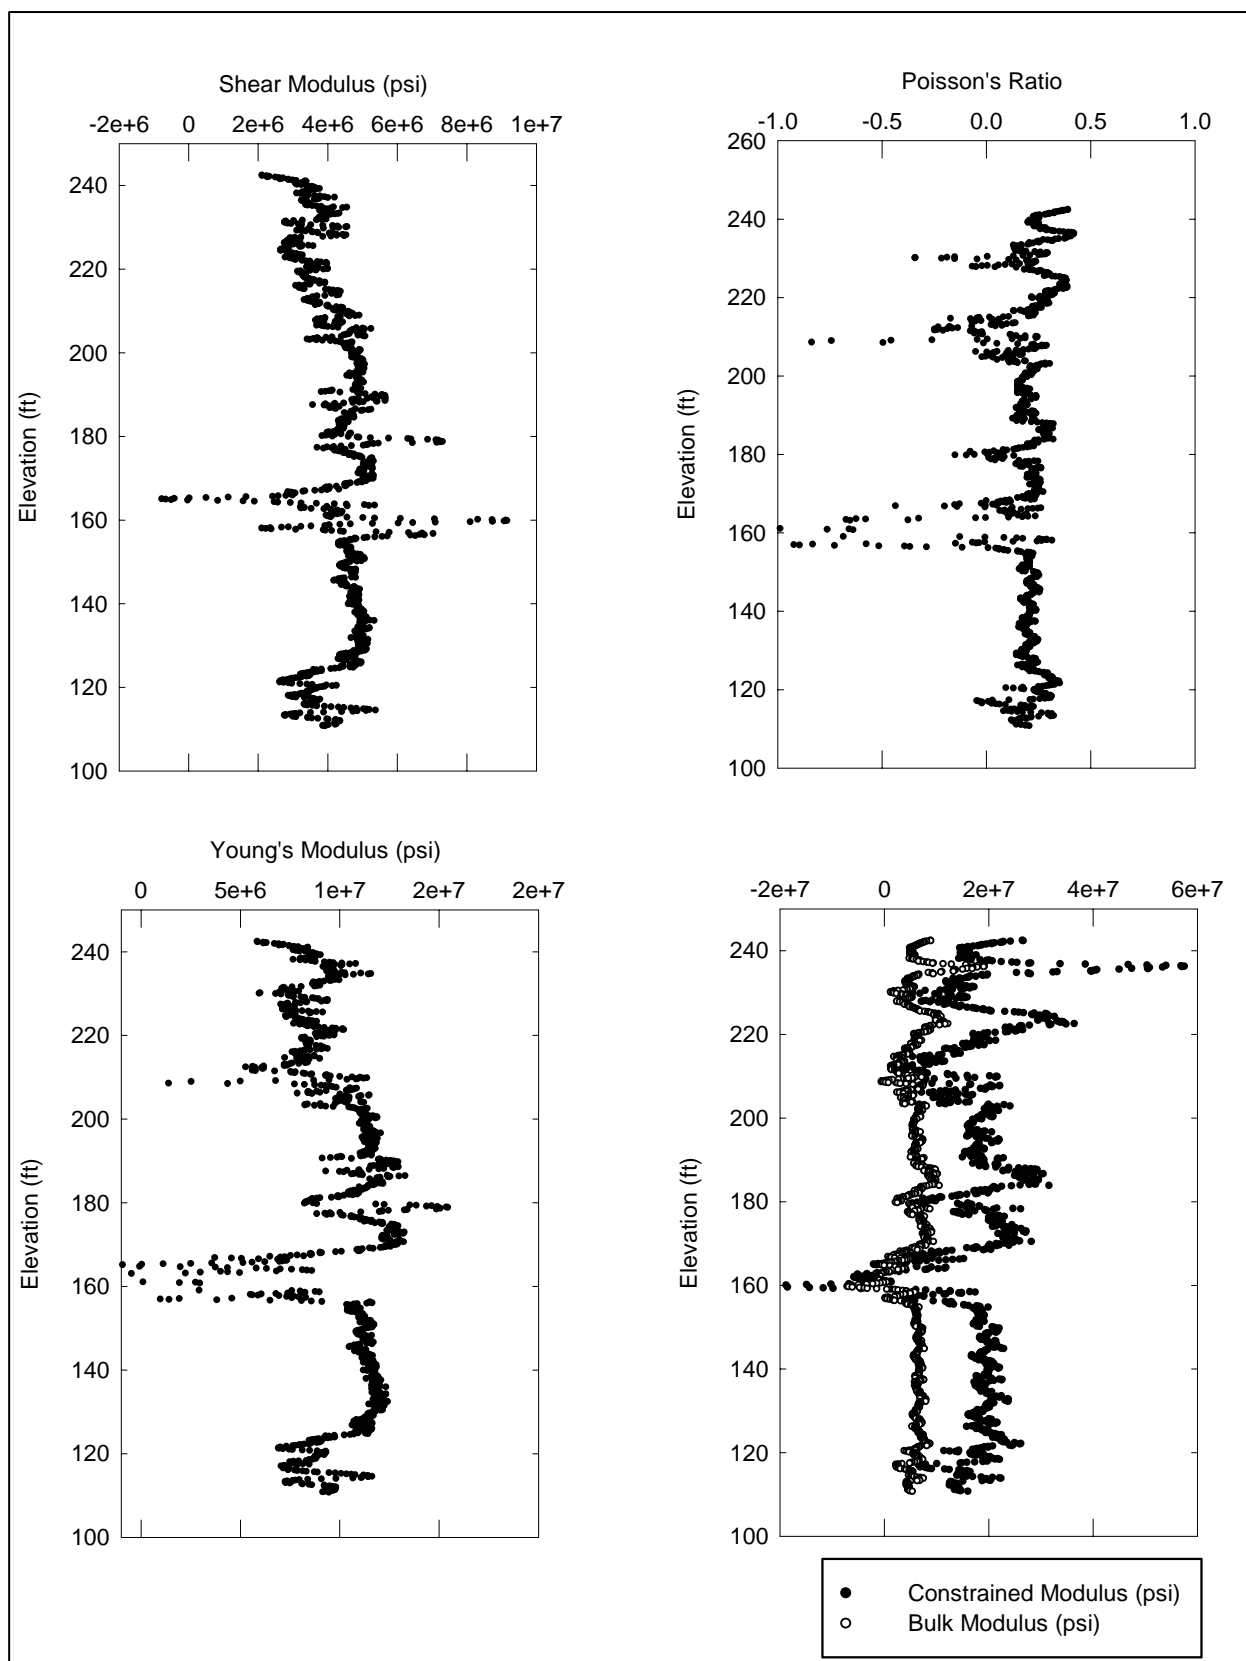 Shear Modulus (psi)
-2e+6 0 2e+6 4e+6 6e+6 8e+6 1e+7
Elevation (ft)
240
220
200
180
160
140
120
100
Poisson's Ratio
-1.0 -0.5 0.0 0.5 1.0
Elevation (ft)
260
240
220
200
180
160
140
120
100
Young's Modulus (psi)
0 5e+6 1e+7 2e+7 2e+7
Elevation (ft)
240
220
200
180
160
140
120
100
-2e+7 0 2e+7 4e+7 6e+7
Elevation (ft)
240
220
200
180
160
140
120
100
Constrained Modulus (psi)
Bulk Modulus (psi)